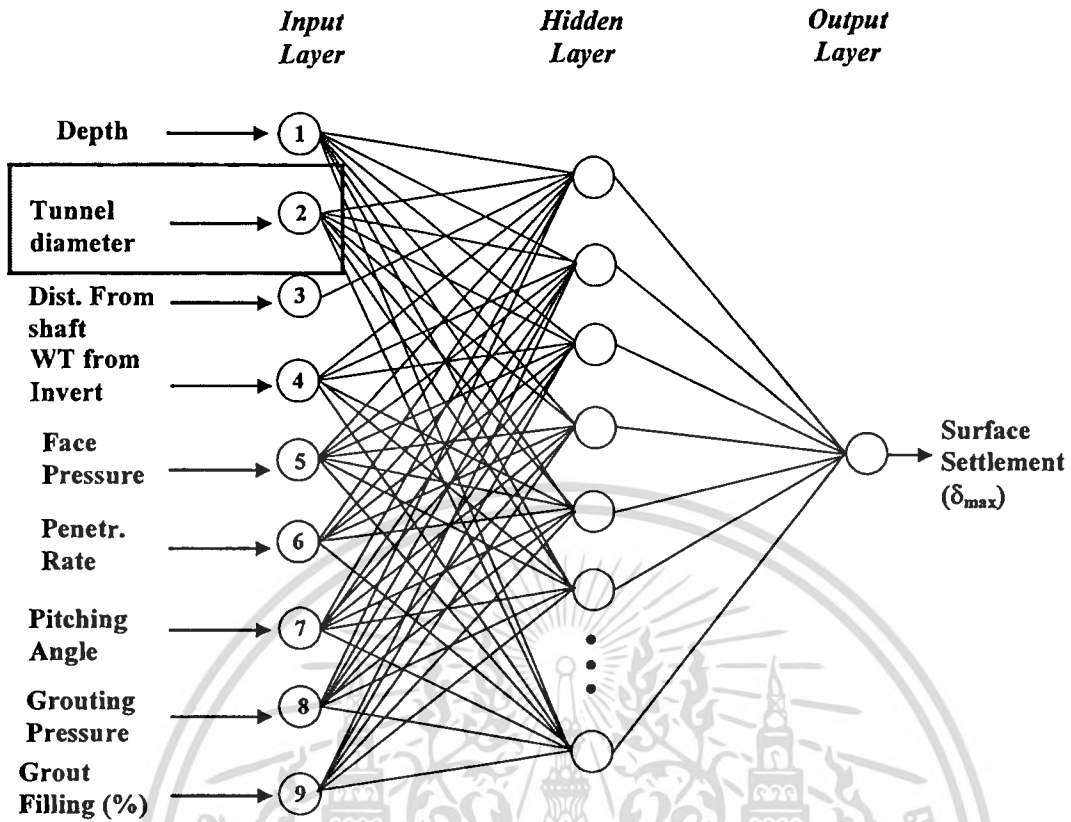 Input
Layer
Hidden
Layer
Output
Layer
Depth
1
Tunnel
diameter
2
Dist. From
shaft
3
WT from
Invert
4
Face
Pressure
5
Penetr.
Rate
6
Pitching
Angle
7
Grouting
Pressure
8
Grout
Filling (%)
9
Surface
Settlement
(δmax)